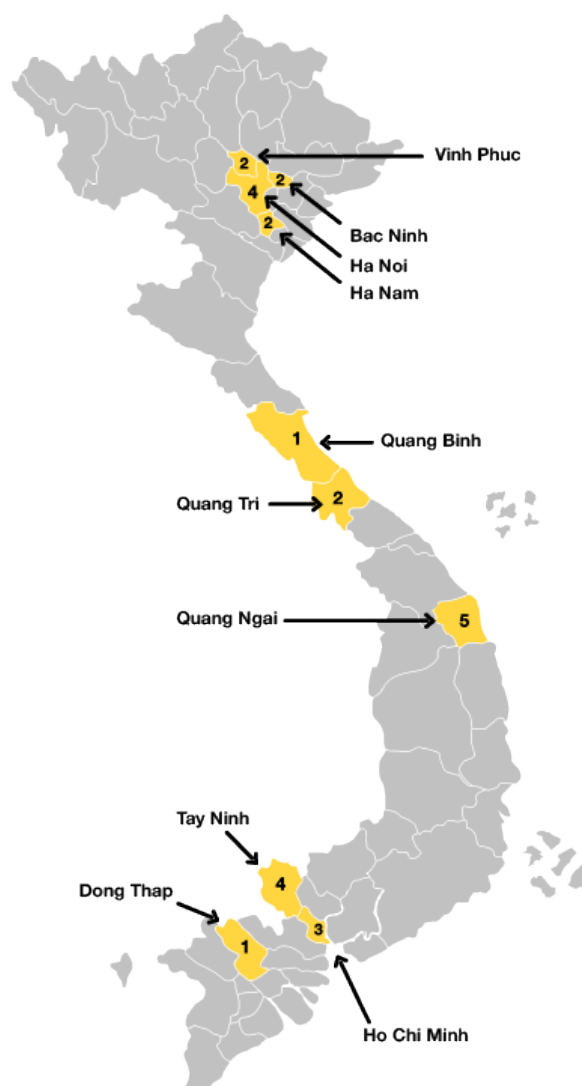 2
Vinh Phuc
2
4
2
Bac Ninh
Ha Noi
Ha Nam
1
Quang Binh
Quang Tri
2
Quang Ngai
5
Tay Ninh
4
Dong Thap
3
1
Ho Chi Minh